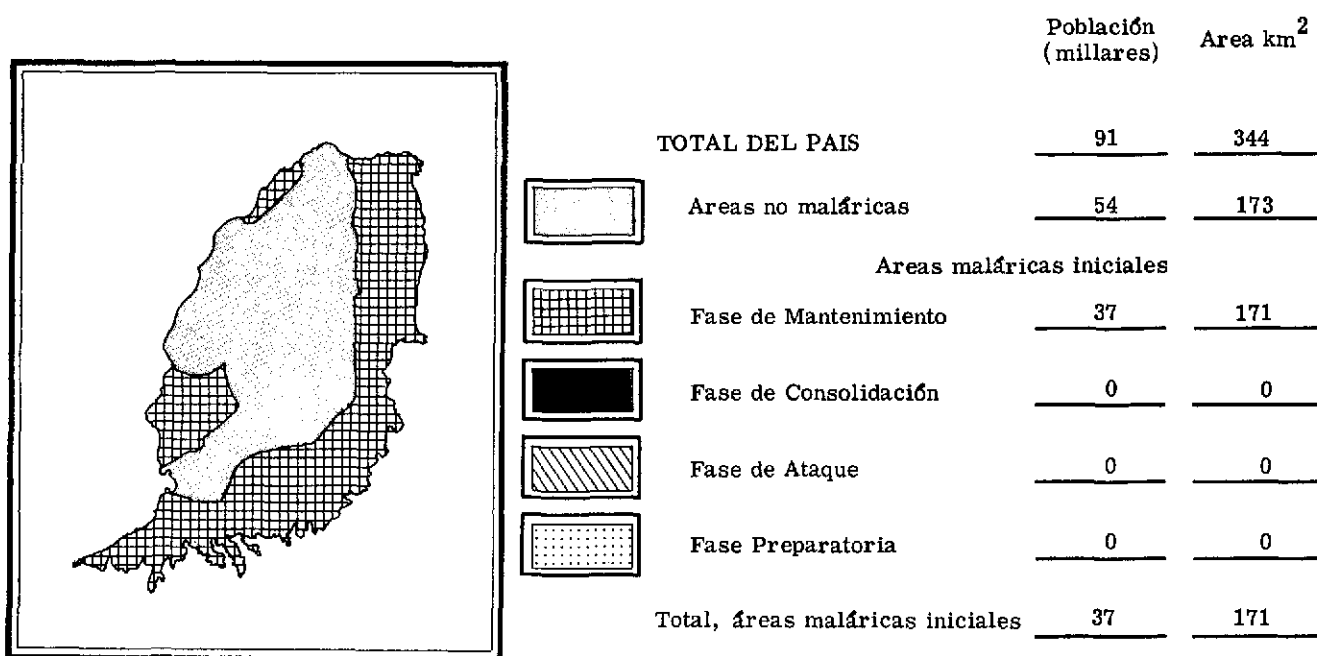 Población Area km²
(millares)
TOTAL DEL PAIS 91 344
Areas no maláricas 54 173
Areas maláricas iniciales
Fase de Mantenimiento 37 171
Fase de Consolidación 0 0
Fase de Ataque 0 0
Fase Preparatoria 0 0
Total, áreas maláricas iniciales 37 171